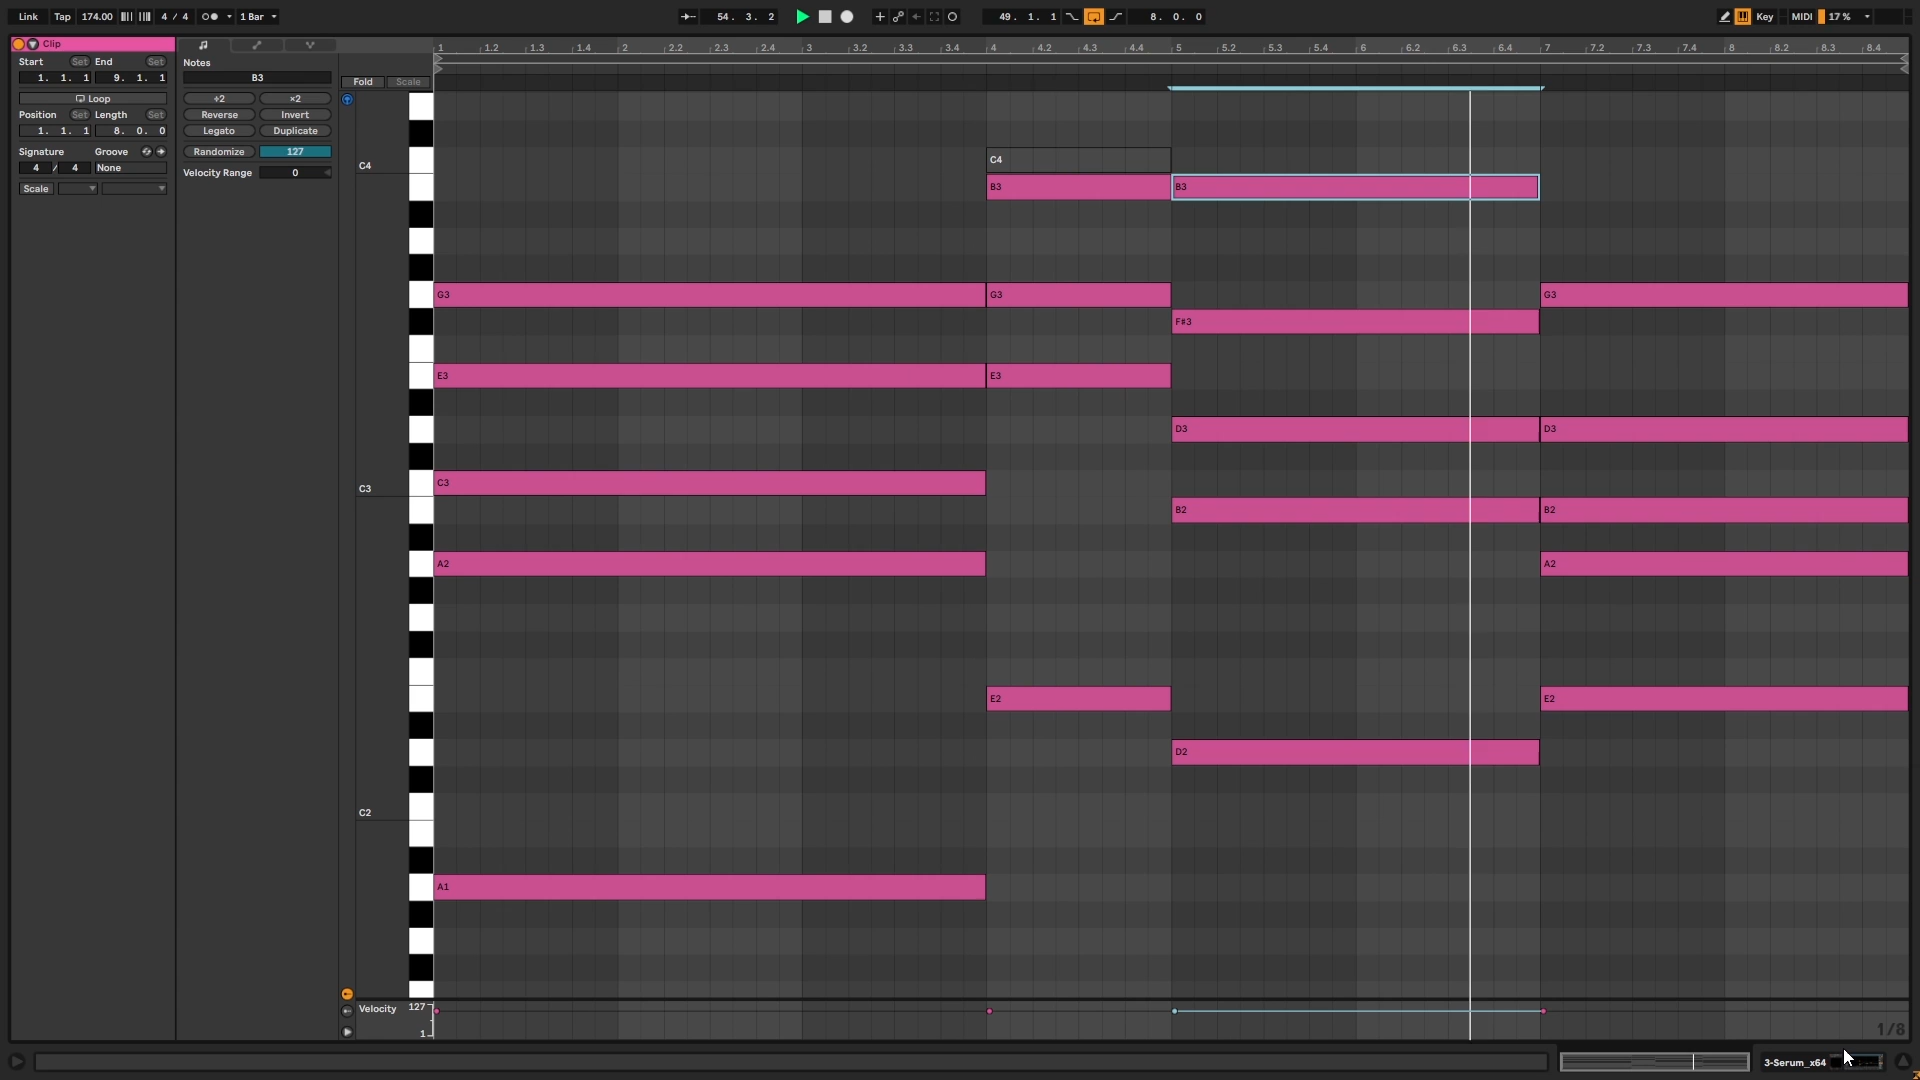 Link Tap 174.00 4 / 4 1 Bar 54. 3. 2 49. 1. 1 8. 0. 0 Key MIDI 17 %
Clip
Start Set End Set
1. 1. 1 9. 1. 1
Loop
Position Set Length Set
1. 1. 1 8. 0. 0
Signature Groove
4 / 4 None
Scale
Notes
B3
÷2 ×2
Reverse Invert
Legato Duplicate
Randomize 127
Velocity Range 0
Fold Scale
1 1.2 1.3 1.4 2 2.2 2.3 2.4 3 3.2 3.3 3.4 4 4.2 4.3 4.4 5 5.2 5.3 5.4 6 6.2 6.3 6.4 7 7.2 7.3 7.4 8 8.2 8.3 8.4
C4 C4
B3 B3
G3 G3 G3
F#3
E3 E3
D3 D3
C3 C3
B2 B2
A2 A2
E2 E2
D2
C2
A1
Velocity 127
1
1/8
3-Serum_x64